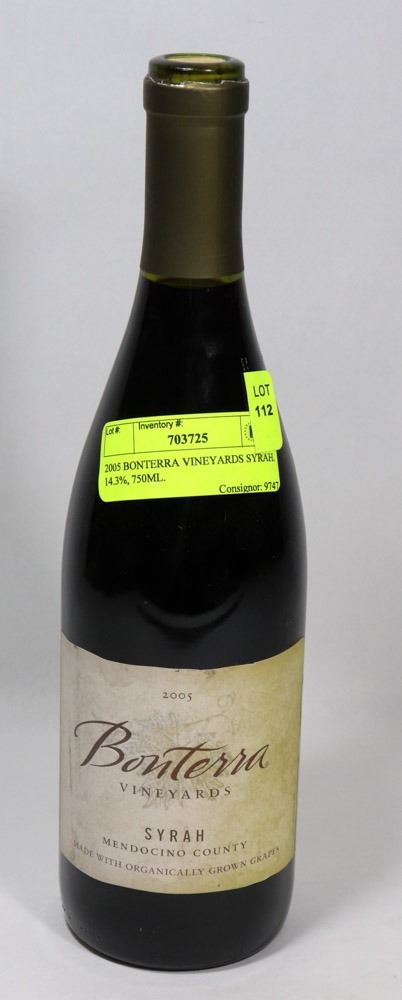 LOT
112
Lot #: Inventory #:
703725
2005 BONTERRA VINEYARDS SYRAH.
14.3%, 750ML.
Consignor: 9747
2005
Bonterra
VINEYARDS
SYRAH
MENDOCINO COUNTY
MADE WITH ORGANICALLY GROWN GRAPES